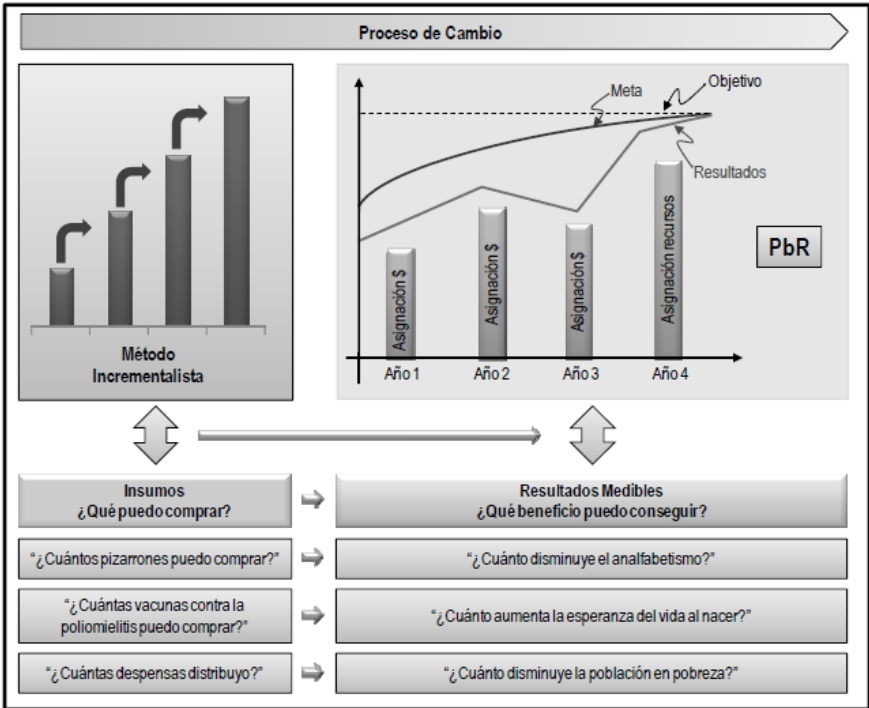 Proceso de Cambio
Método
Incrementalista
Objetivo
Meta
Resultados
Asignación $
Asignación $
Asignación $
Asignación recursos
PbR
Año 1
Año 2
Año 3
Año 4
Insumos
¿Qué puedo comprar?
Resultados Medibles
¿Qué beneficio puedo conseguir?
“¿Cuántos pizarrones puedo comprar?”
“¿Cuánto disminuye el analfabetismo?”
“¿Cuántas vacunas contra la
poliomielitis puedo comprar?”
“¿Cuánto aumenta la esperanza del vida al nacer?”
“¿Cuántas despensas distribuyo?”
“¿Cuánto disminuye la población en pobreza?”